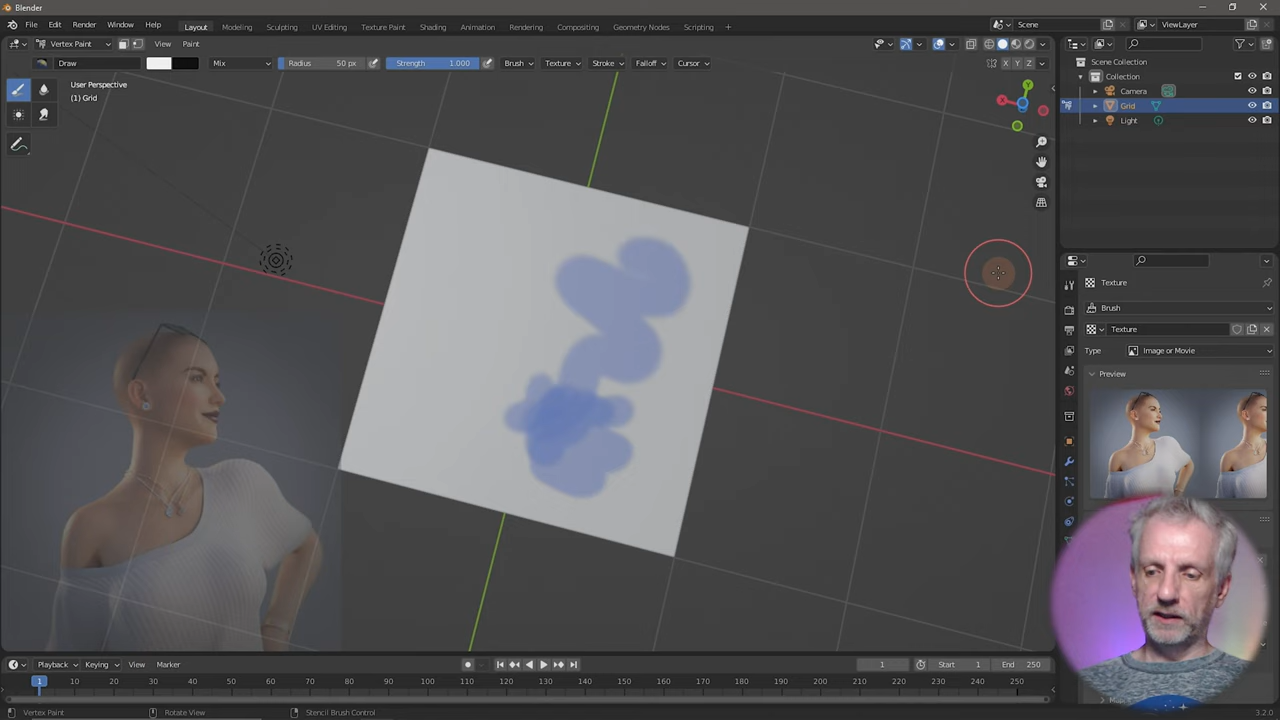 Blender
File Edit Render Window Help Layout Modeling Sculpting UV Editing Texture Paint Shading Animation Rendering Compositing Geometry Nodes Scripting + Scene ViewLayer
Vertex Paint View Paint
Draw Mix Radius 50 px Strength 1.000 Brush Texture Stroke Falloff Cursor X Y Z
User Perspective
(1) Grid
Y
X
Scene Collection
Collection
Camera
Grid
Light
Texture
Brush
Texture
Type Image or Movie
Preview
Playback Keying View Marker 1 Start 1 End 250
1 10 20 30 40 50 60 70 80 90 100 110 120 130 140 150 160 170 180 190 200 210 220 230 240 250
Vertex Paint Rotate View Stencil Brush Control 3.2.0